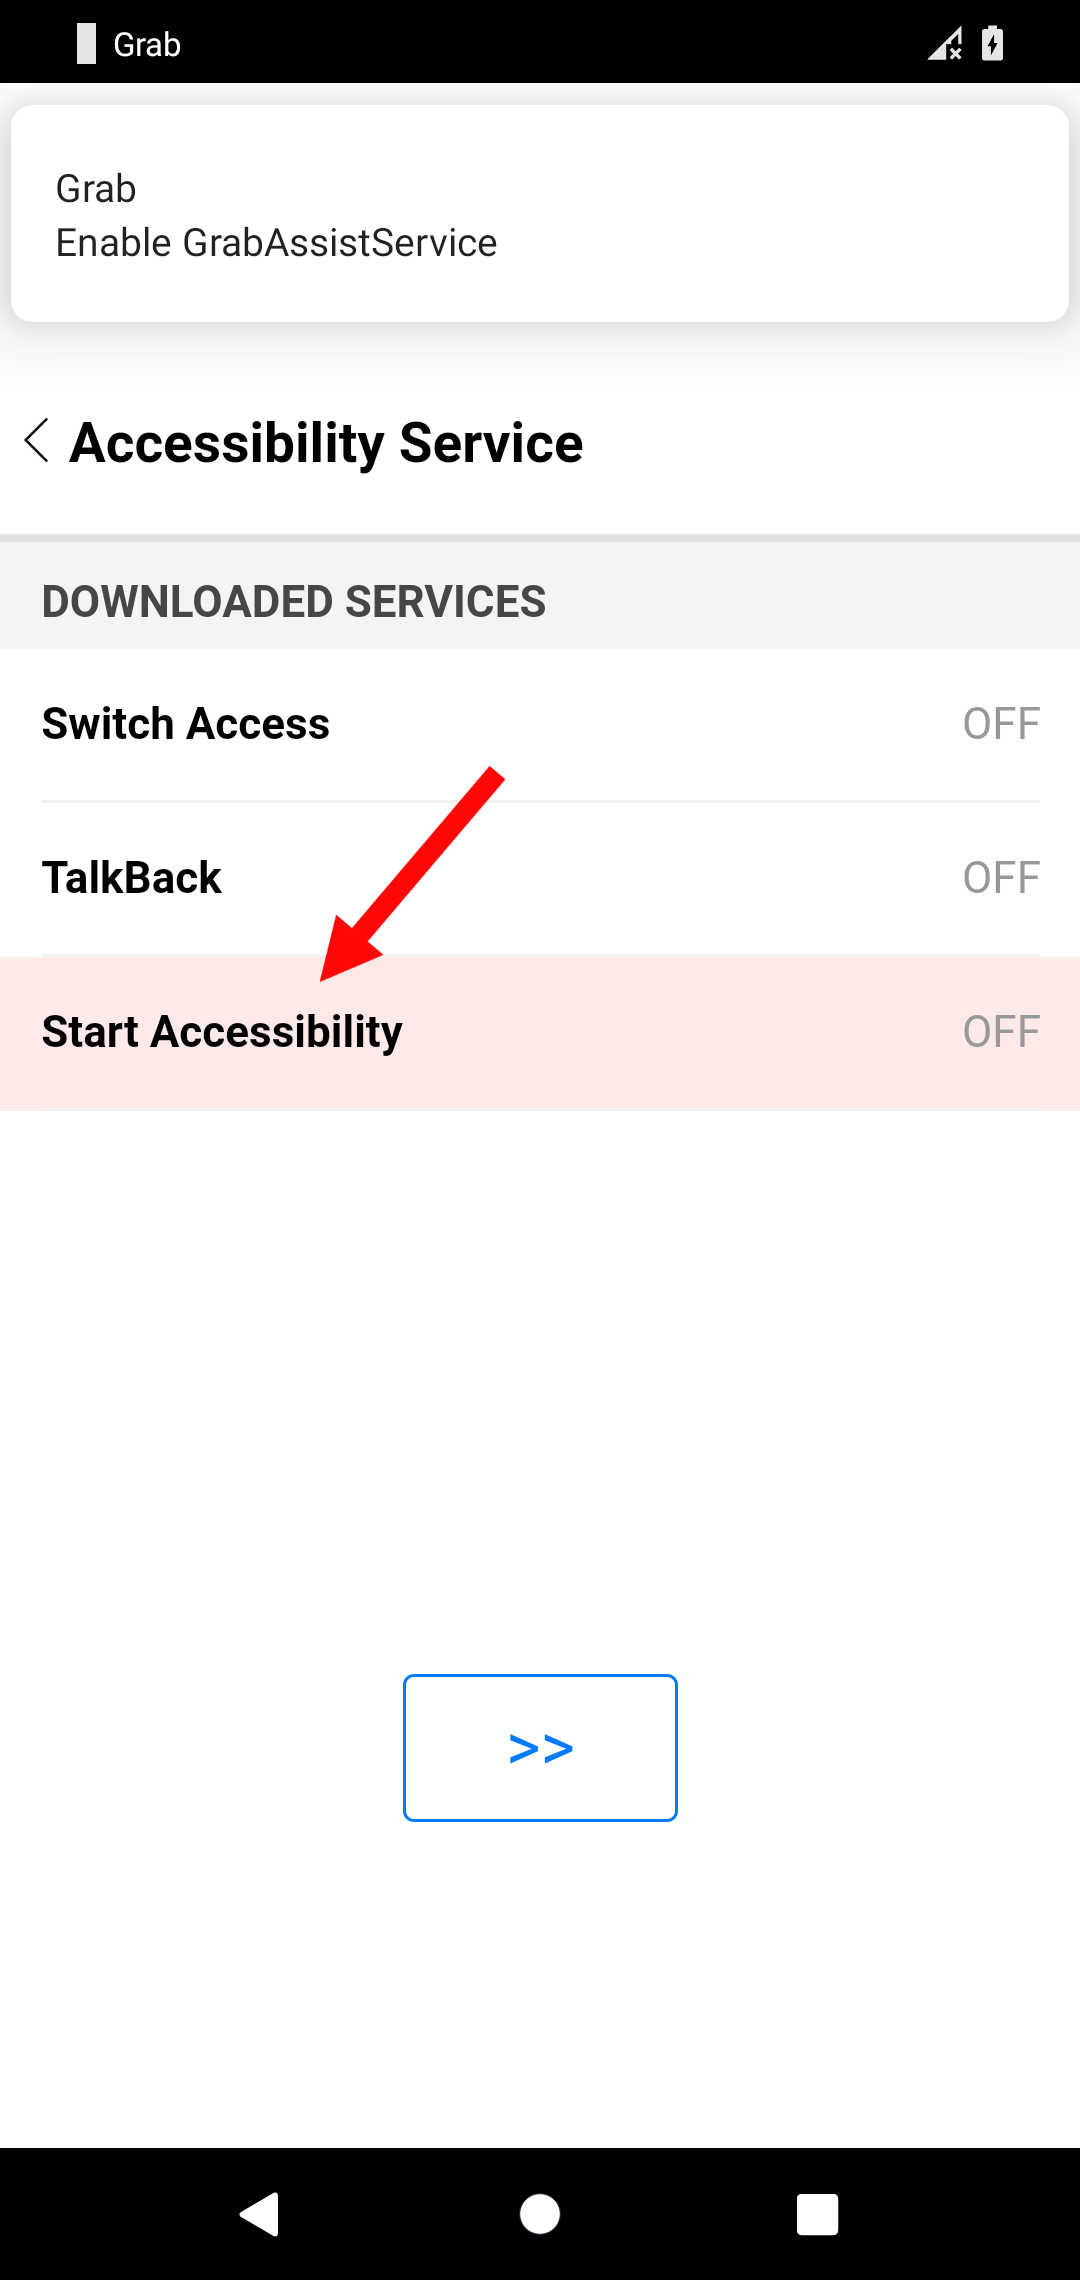 Grab
Grab
Enable GrabAssistService
Accessibility Service
DOWNLOADED SERVICES
Switch Access OFF
TalkBack OFF
Start Accessibility OFF
>>